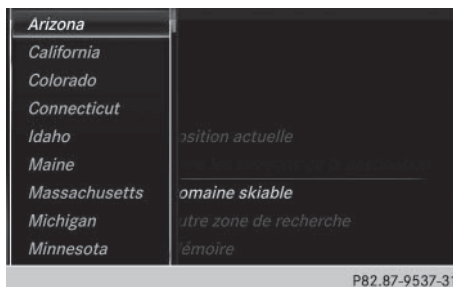 Arizona
California
Colorado
Connecticut
Idaho
osition actuelle
Maine
Massachusetts
omaine skiable
Michigan
utre zone de recherche
Minnesota
émoire
P82.87-9537-31